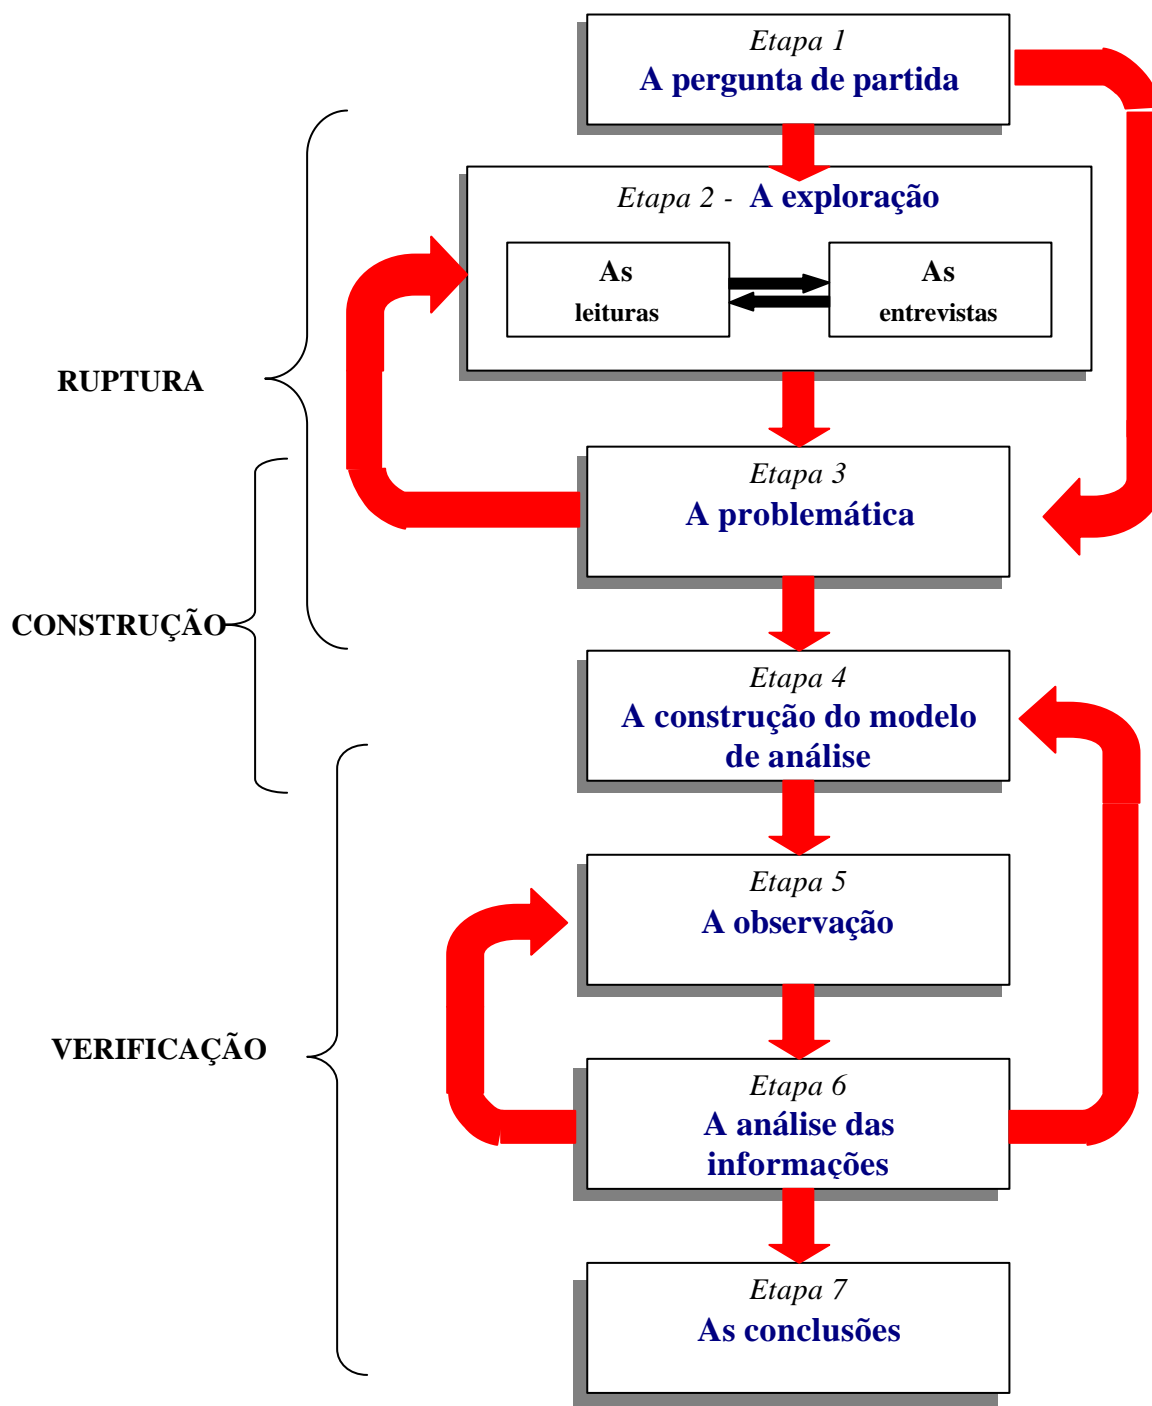 Etapa 1
A pergunta de partida
Etapa 2 - A exploração
As
leituras
As
entrevistas
RUPTURA
Etapa 3
A problemática
CONSTRUÇÃO
Etapa 4
A construção do modelo
de análise
Etapa 5
A observação
VERIFICAÇÃO
Etapa 6
A análise das
informações
Etapa 7
As conclusões